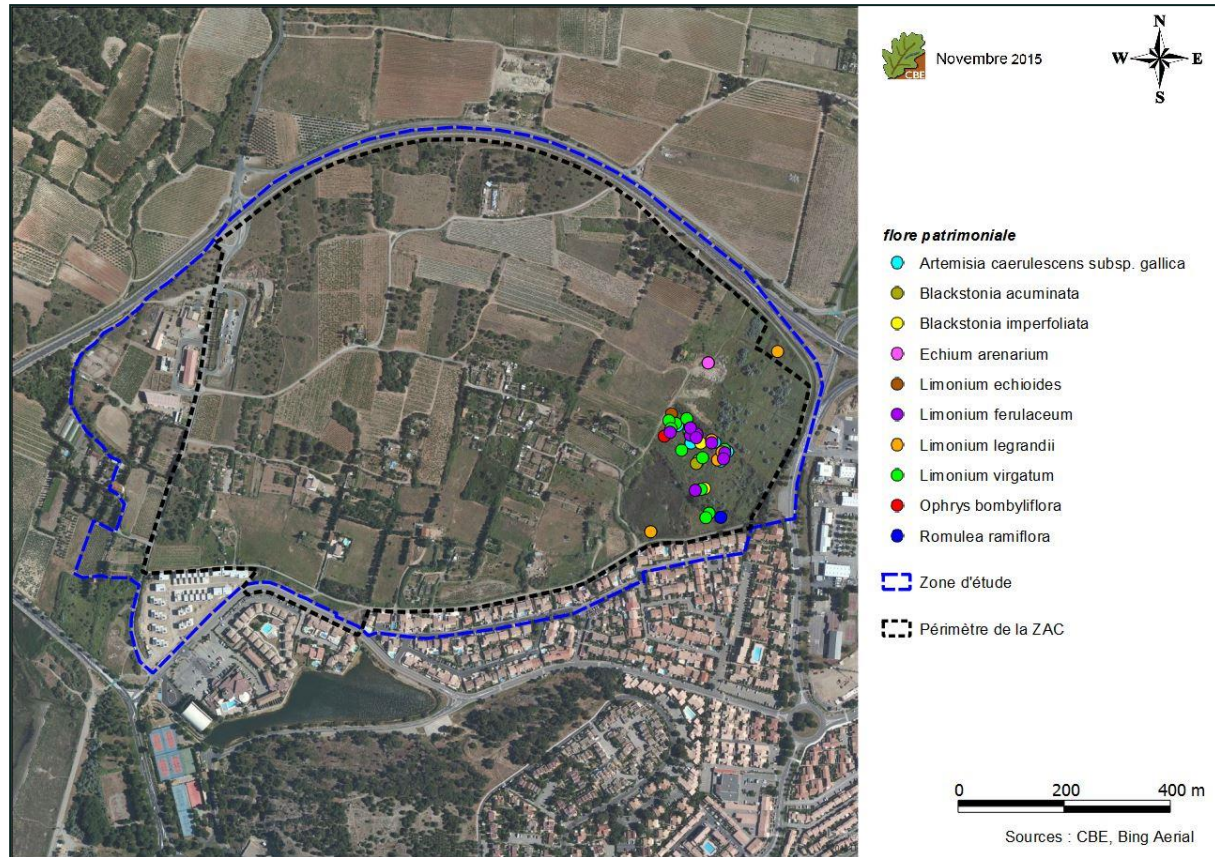 CBE
Novembre 2015
N
W E
S
flore patrimoniale
Artemisia caerulescens subsp. gallica
Blackstonia acuminata
Blackstonia imperfoliata
Echium arenarium
Limonium echioides
Limonium ferulaceum
Limonium legrandii
Limonium virgatum
Ophrys bombyliflora
Romulea ramiflora
Zone d'étude
Périmètre de la ZAC
0 200 400 m
Sources : CBE, Bing Aerial